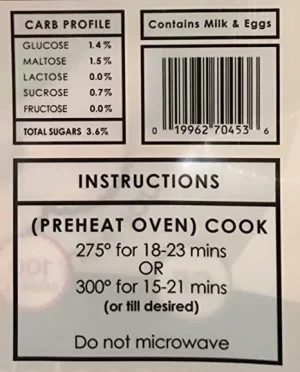 CARB PROFILE
GLUCOSE 1.4%
MALTOSE 1.5%
LACTOSE 0.0%
SUCROSE 0.7%
FRUCTOSE 0.0%
TOTAL SUGARS 3.6%
Contains Milk & Eggs
0 19962 70453 6
INSTRUCTIONS
(PREHEAT OVEN) COOK
275° for 18-23 mins
OR
300° for 15-21 mins
(or till desired)
Do not microwave